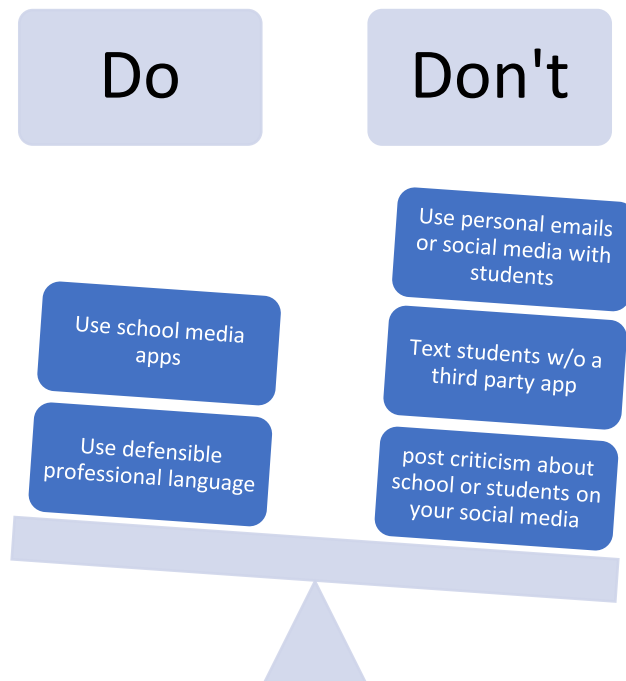 Do
Use school media
apps
Use defensible
professional language
Don't
Use personal emails
or social media with
students
Text students w/o a
third party app
post criticism about
school or students on
your social media